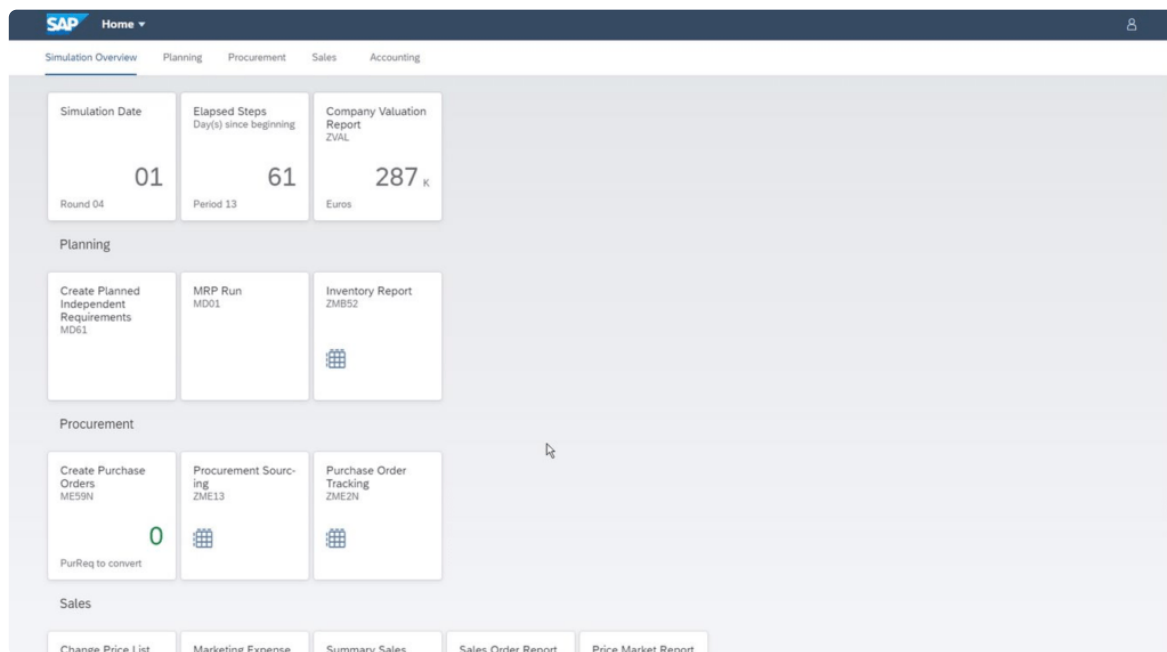 SAP Home
Simulation Overview Planning Procurement Sales Accounting
Simulation Date
01
Round 04
Elapsed Steps
Day(s) since beginning
61
Period 13
Company Valuation
Report
ZVAL
287 K
Euros
Planning
Create Planned
Independent
Requirements
MD61
MRP Run
MD01
Inventory Report
ZMB52
Procurement
Create Purchase
Orders
ME59N
0
PurReq to convert
Procurement Sourc-
ing
ZME13
Purchase Order
Tracking
ZME2N
Sales
Change Price List
Marketing Expense
Summary Sales
Sales Order Report
Price Market Report